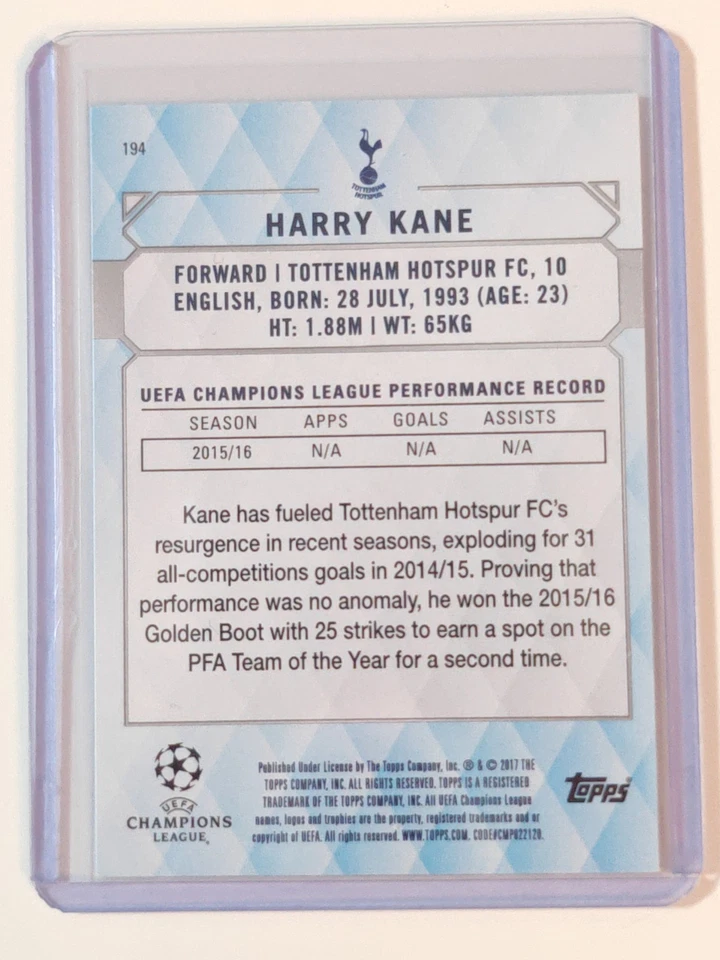 194
TOTTENHAM
HOTSPUR
HARRY KANE
FORWARD | TOTTENHAM HOTSPUR FC, 10
ENGLISH, BORN: 28 JULY, 1993 (AGE: 23)
HT: 1.88M | WT: 65KG
UEFA CHAMPIONS LEAGUE PERFORMANCE RECORD
SEASON APPS GOALS ASSISTS
2015/16 N/A N/A N/A
Kane has fueled Tottenham Hotspur FC's
resurgence in recent seasons, exploding for 31
all-competitions goals in 2014/15. Proving that
performance was no anomaly, he won the 2015/16
Golden Boot with 25 strikes to earn a spot on the
PFA Team of the Year for a second time.
UEFA
CHAMPIONS
LEAGUE
Published Under License by The Topps Company, Inc. ® & © 2017 THE
TOPPS COMPANY, INC. ALL RIGHTS RESERVED. TOPPS IS A REGISTERED
TRADEMARK OF THE TOPPS COMPANY, INC. All UEFA Champions League
names, logos and trophies are the property, registered trademarks and or
copyright of UEFA. All rights reserved. WWW.TOPPS.COM. CODE#CMP022120.
topps